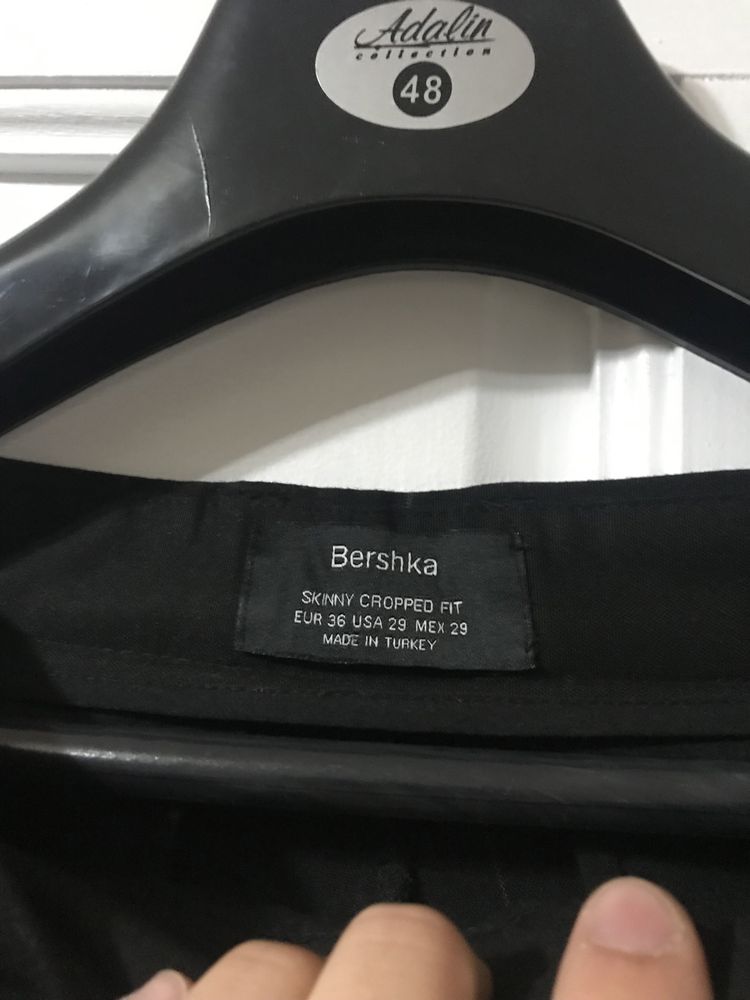 Adalin
collection
48
Bershka
SKINNY CROPPED FIT
EUR 36 USA 29 MEX 29
MADE IN TURKEY